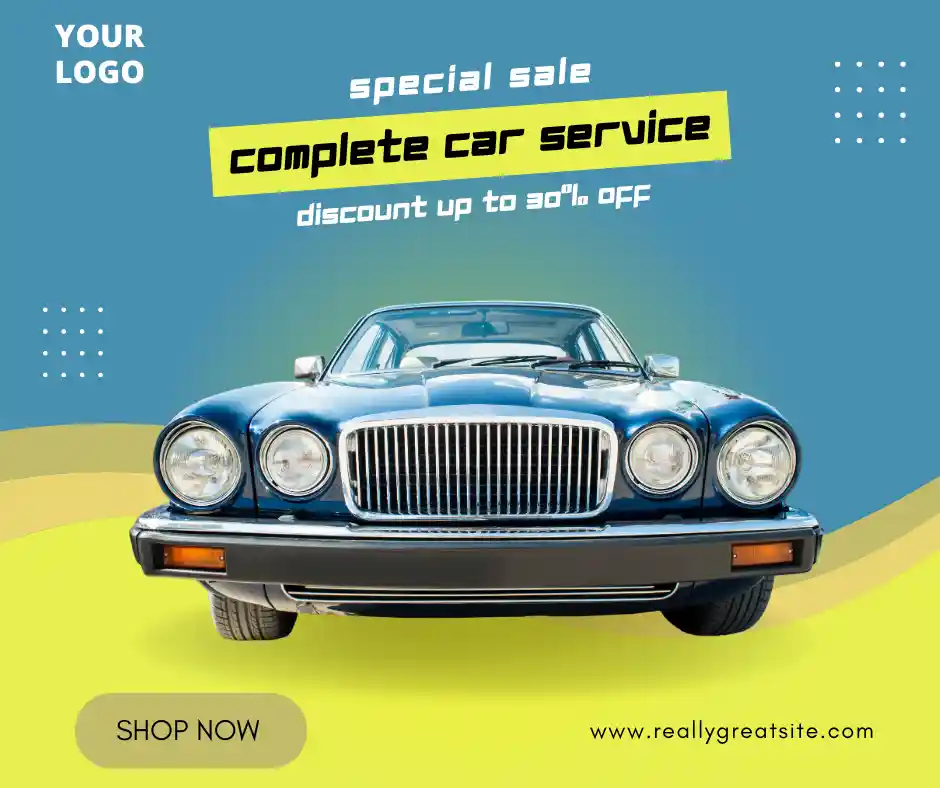 YOUR
LOGO
special sale
complete car service
discount up to 30% off
SHOP NOW
www.reallygreatsite.com